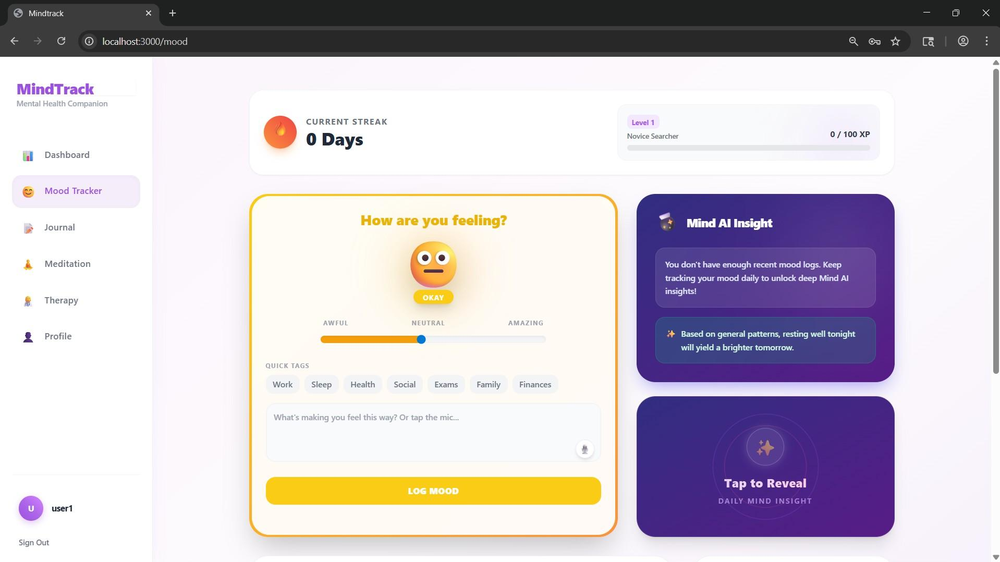 Mindtrack
localhost:3000/mood
MindTrack
Mental Health Companion
Dashboard
Mood Tracker
Journal
Meditation
Therapy
Profile
U
user1
Sign Out
CURRENT STREAK
0 Days
Level 1
Novice Searcher
0 / 100 XP
How are you feeling?
OKAY
AWFUL NEUTRAL AMAZING
QUICK TAGS
Work Sleep Health Social Exams Family Finances
What's making you feel this way? Or tap the mic...
LOG MOOD
Mind AI Insight
You don't have enough recent mood logs. Keep
tracking your mood daily to unlock deep Mind AI
insights!
Based on general patterns, resting well tonight
will yield a brighter tomorrow.
Tap to Reveal
DAILY MIND INSIGHT